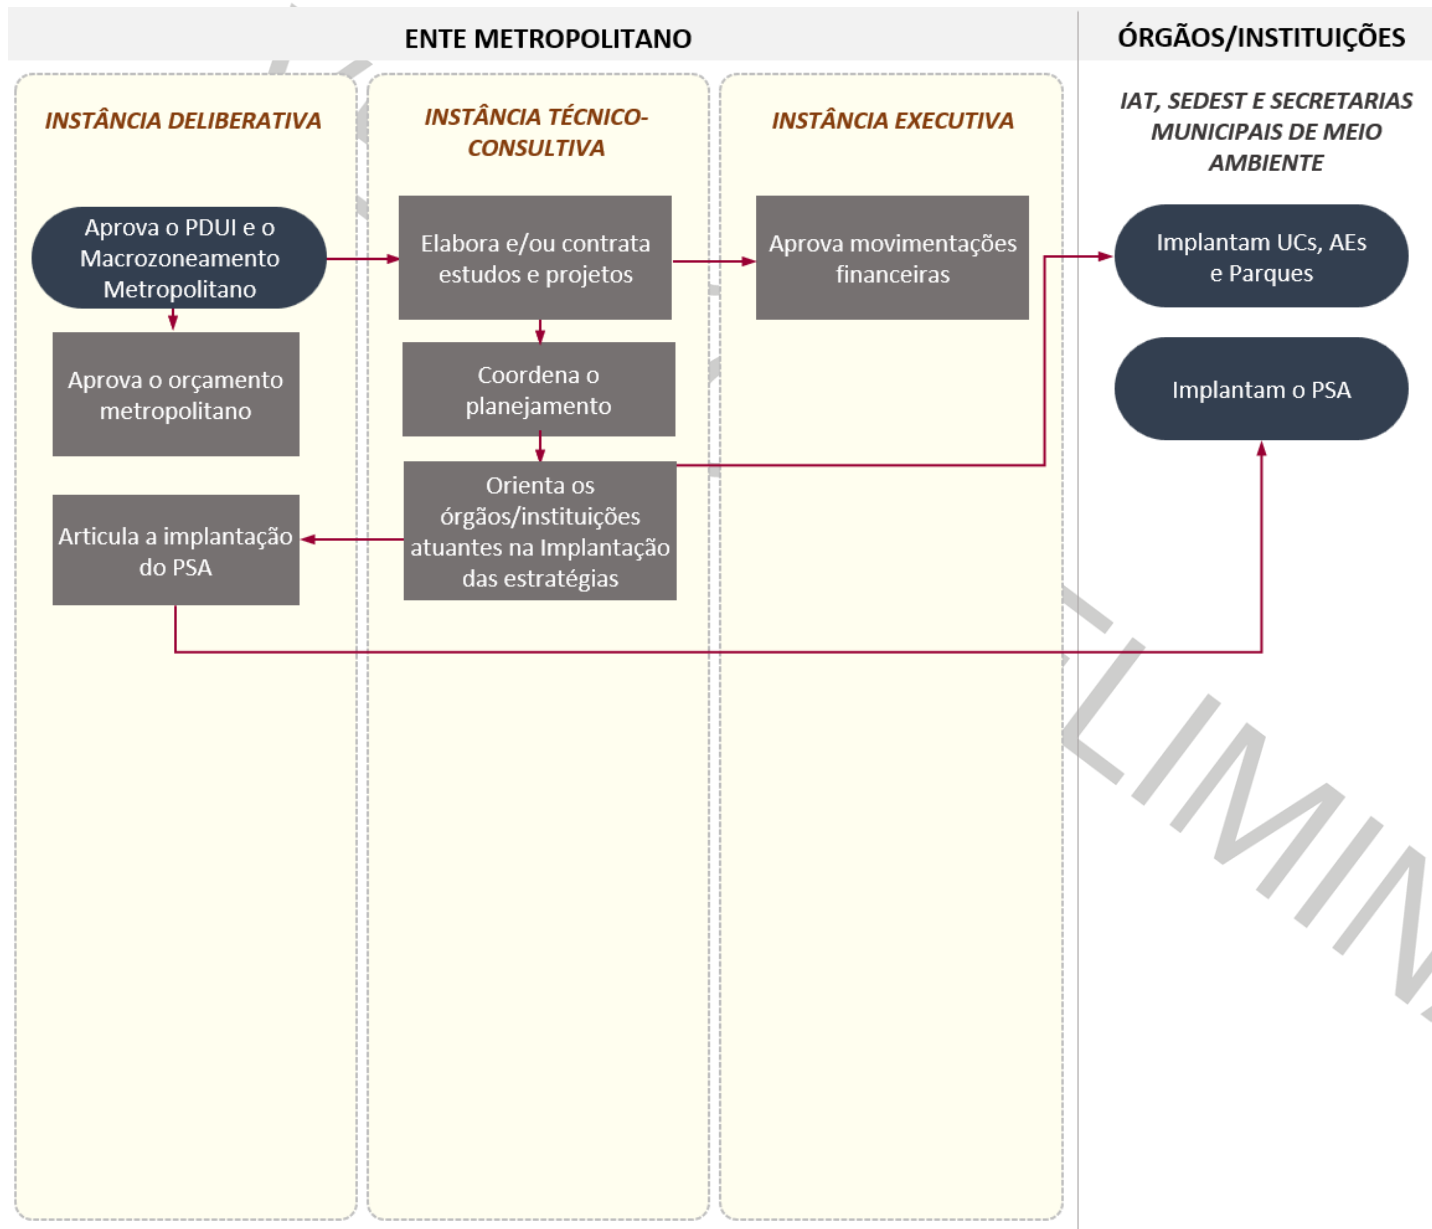 ENTE METROPOLITANO
ÓRGÃOS/INSTITUIÇÕES
INSTÂNCIA DELIBERATIVA
INSTÂNCIA TÉCNICO-
CONSULTIVA
INSTÂNCIA EXECUTIVA
IAT, SEDEST E SECRETARIAS
MUNICIPAIS DE MEIO
AMBIENTE
Aprova o PDUI e o
Macrozoneamento
Metropolitano
Elabora e/ou contrata
estudos e projetos
Aprova movimentações
financeiras
Implantam UCs, AEs
e Parques
Aprova o orçamento
metropolitano
Coordena o
planejamento
Implantam o PSA
Articula a implantação
do PSA
Orienta os
órgãos/instituições
atuantes na Implantação
das estratégias